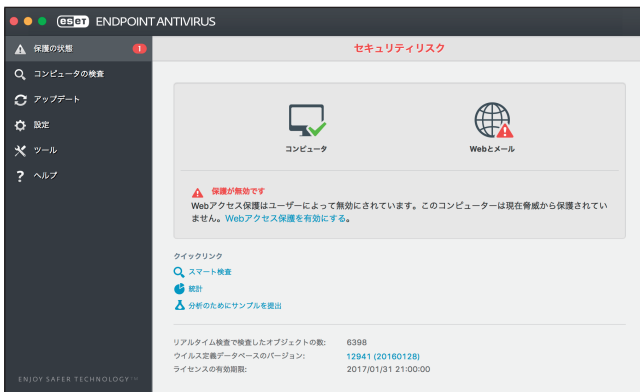 eset ENDPOINT ANTIVIRUS
保護の状態 1
セキュリティリスク
コンピュータの検査
アップデート
設定
ツール
? ヘルプ
コンピュータ
Webとメール
保護が無効です
Webアクセス保護はユーザーによって無効にされています。このコンピューターは現在脅威から保護されてい
ません。Webアクセス保護を有効にする。
クイックリンク
スマート検査
統計
分析のためにサンプルを提出
リアルタイム検査で検査したオブジェクトの数: 6398
ウイルス定義データベースのバージョン: 12941 (20160128)
ライセンスの有効期限: 2017/01/31 21:00:00
ENJOY SAFER TECHNOLOGY™